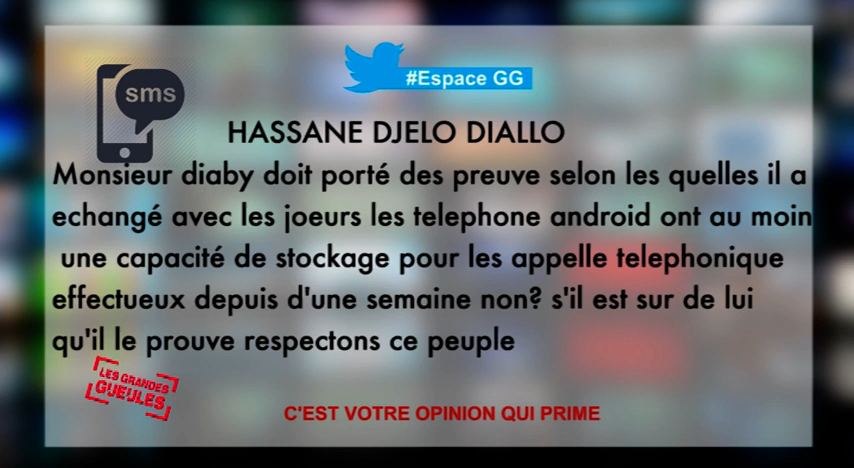 sms
#Espace GG
HASSANE DJELO DIALLO
Monsieur diaby doit porté des preuve selon les quelles il a
echangé avec les joeurs les telephone android ont au moin
une capacité de stockage pour les appelle telephonique
effectueux depuis d'une semaine non? s'il est sur de lui
qu'il le prouve respectons ce peuple
LES GRANDES
GUEULES
C'EST VOTRE OPINION QUI PRIME